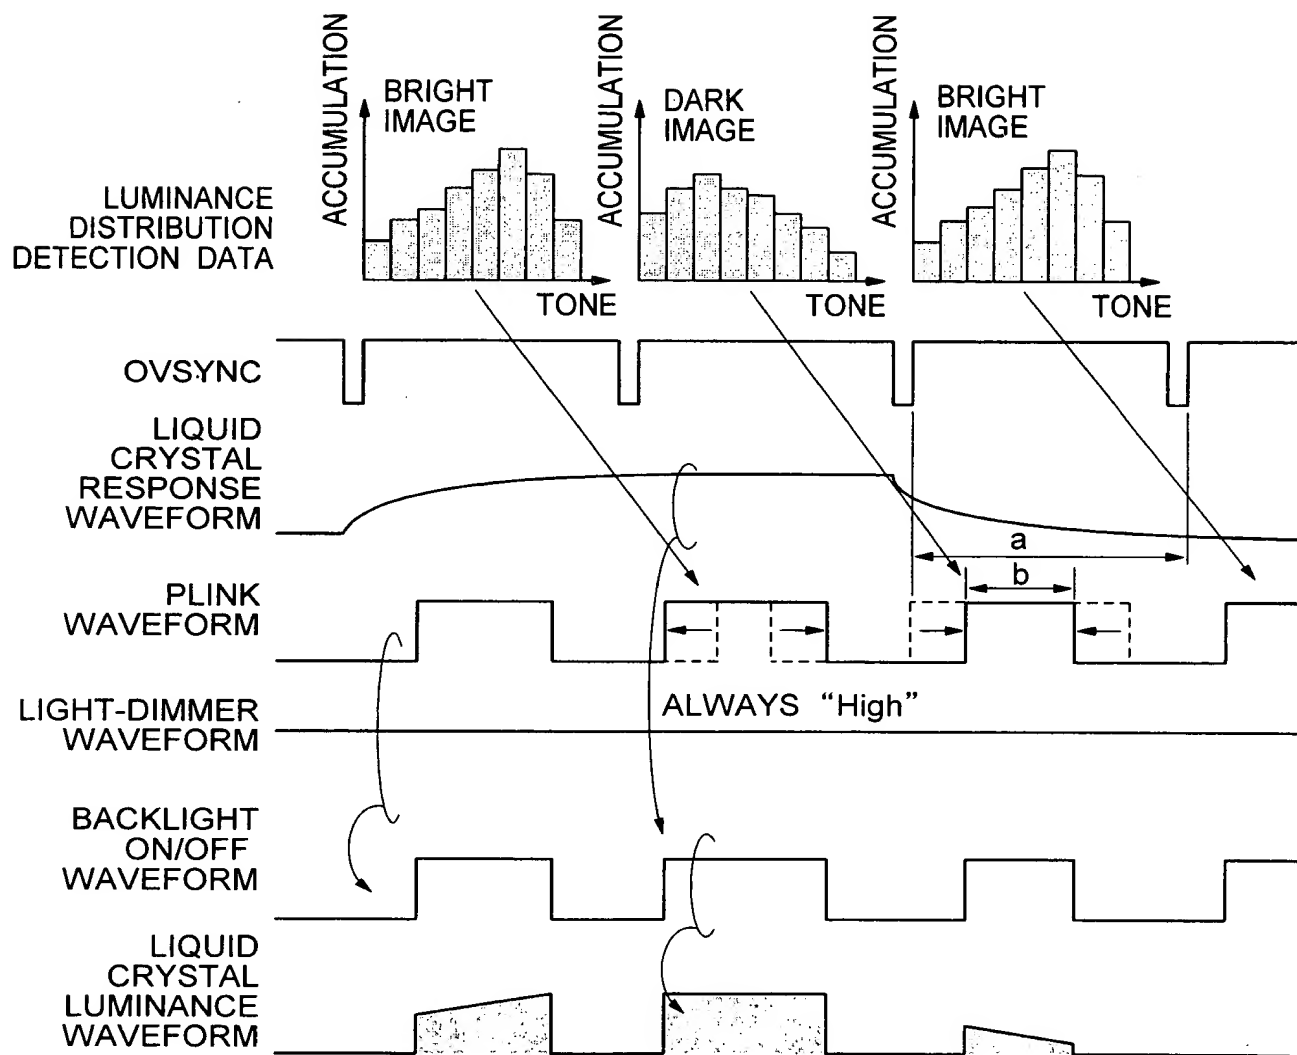 ACCUMULATION
BRIGHT
IMAGE
TONE
ACCUMULATION
DARK
IMAGE
TONE
ACCUMULATION
BRIGHT
IMAGE
TONE
LUMINANCE
DISTRIBUTION
DETECTION DATA
OVSYNC
LIQUID
CRYSTAL
RESPONSE
WAVEFORM
a
b
PLINK
WAVEFORM
LIGHT-DIMMER
WAVEFORM
ALWAYS “High”
BACKLIGHT
ON/OFF
WAVEFORM
LIQUID
CRYSTAL
LUMINANCE
WAVEFORM